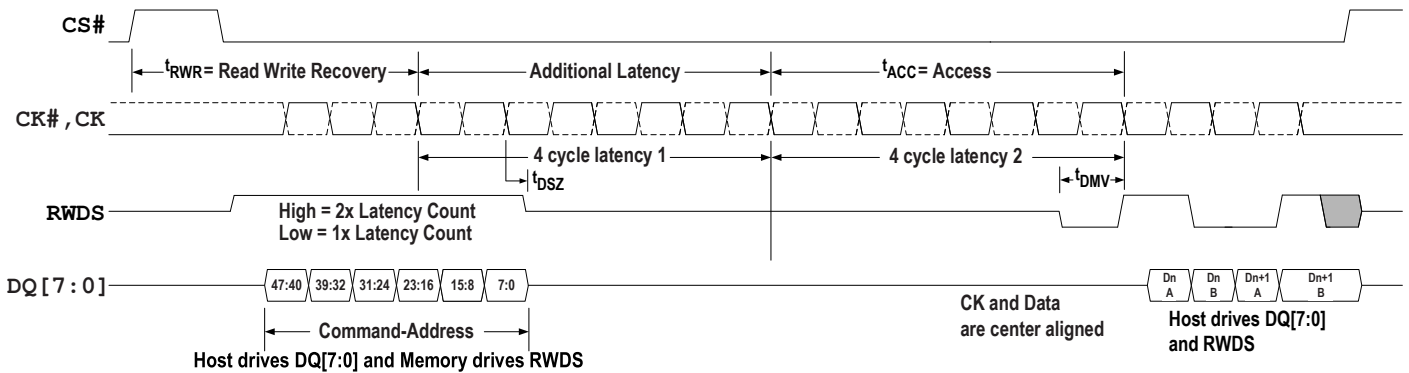 CS#
tRWR= Read Write Recovery
Additional Latency
tACC= Access
CK#,CK
4 cycle latency 1
4 cycle latency 2
tDSZ
tDMV
RWDS
High = 2x Latency Count
Low = 1x Latency Count
DQ[7:0]
47:40 39:32 31:24 23:16 15:8 7:0
Dn A
Dn B
Dn+1 A
Dn+1 B
CK and Data
are center aligned
Command-Address
Host drives DQ[7:0]
and RWDS
Host drives DQ[7:0] and Memory drives RWDS